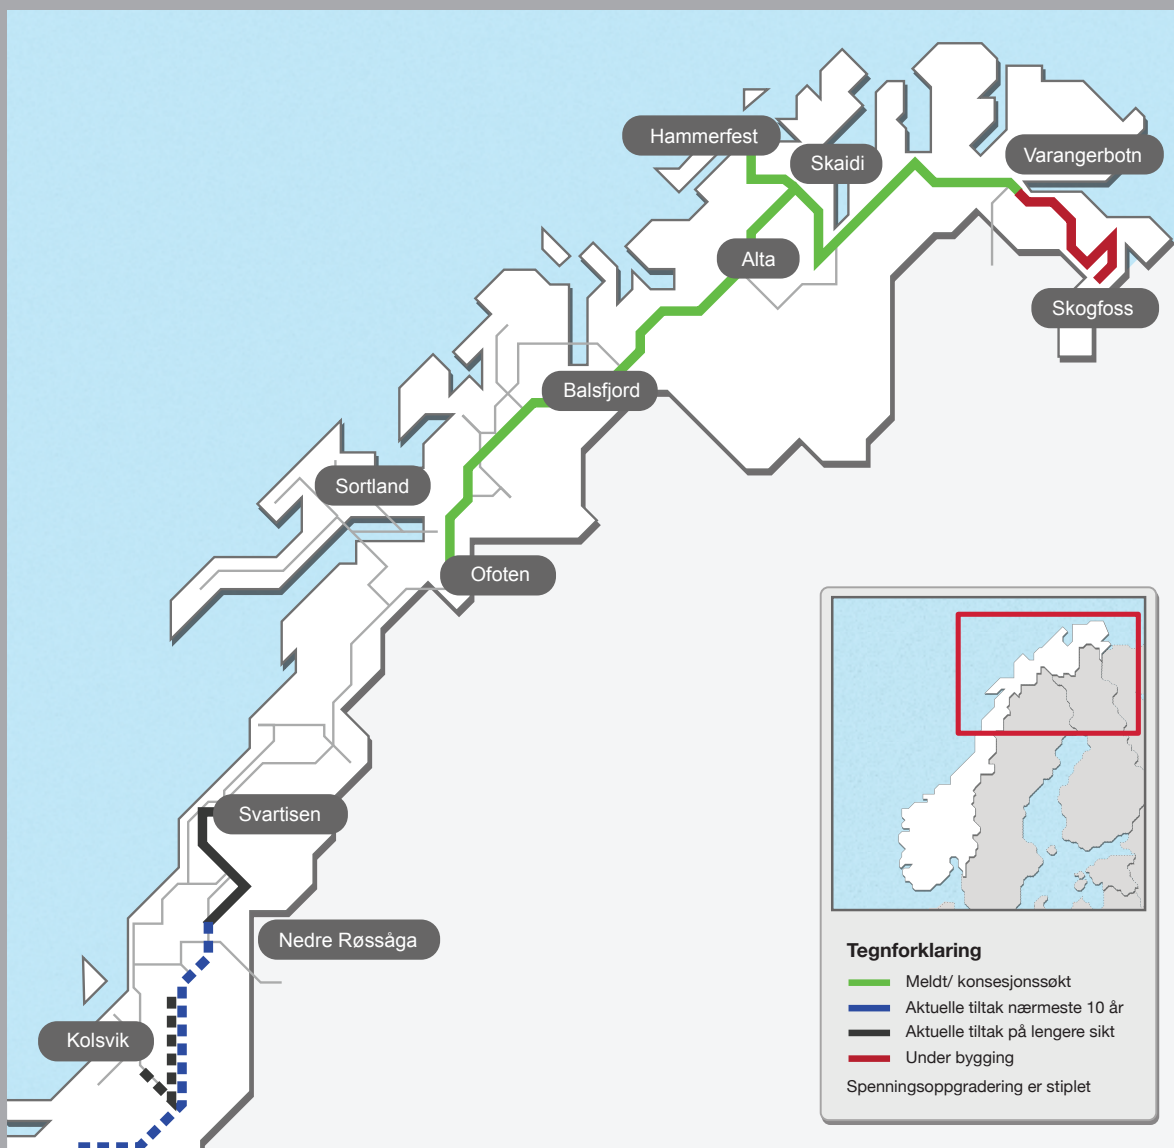 Hammerfest
Skaidi
Varangerbotn
Alta
Skogfoss
Balsfjord
Sortland
Ofoten
Svartisen
Nedre Røssåga
Kolsvik
Tegnforklaring
Meldt/ konsesjonssøkt
Aktuelle tiltak nærmeste 10 år
Aktuelle tiltak på lengere sikt
Under bygging
Spenningsoppgradering er stiplet